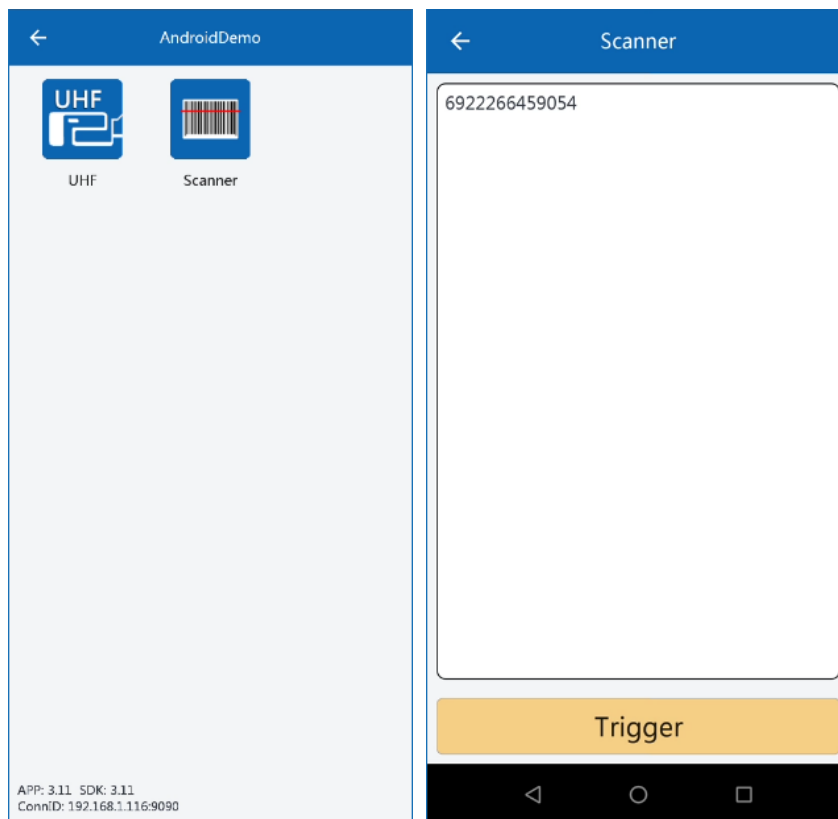 AndroidDemo
UHF
UHF
Scanner
APP: 3.11 SDK: 3.11
ConnID: 192.168.1.116:9090
Scanner
6922266459054
Trigger